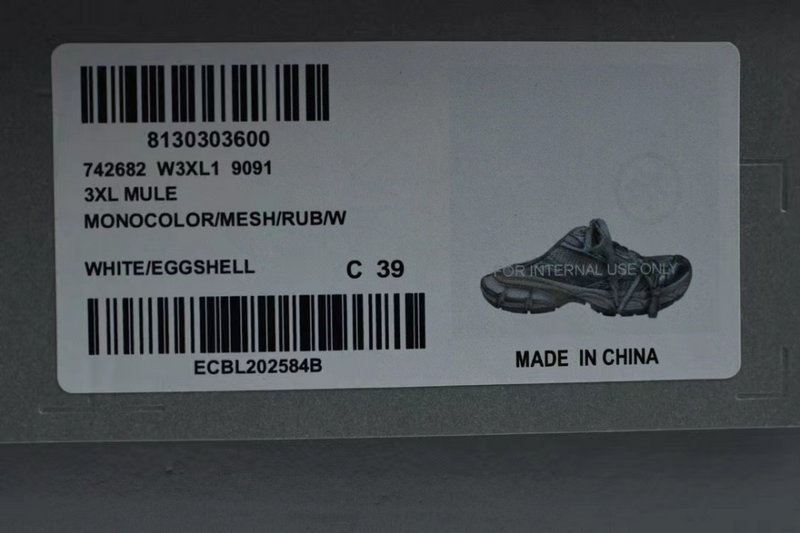 8130303600
742682 W3XL1 9091
3XL MULE
MONOCOLOR/MESH/RUB/W
WHITE/EGGSHELL C 39
ECBL202584B
FOR INTERNAL USE ONLY
MADE IN CHINA